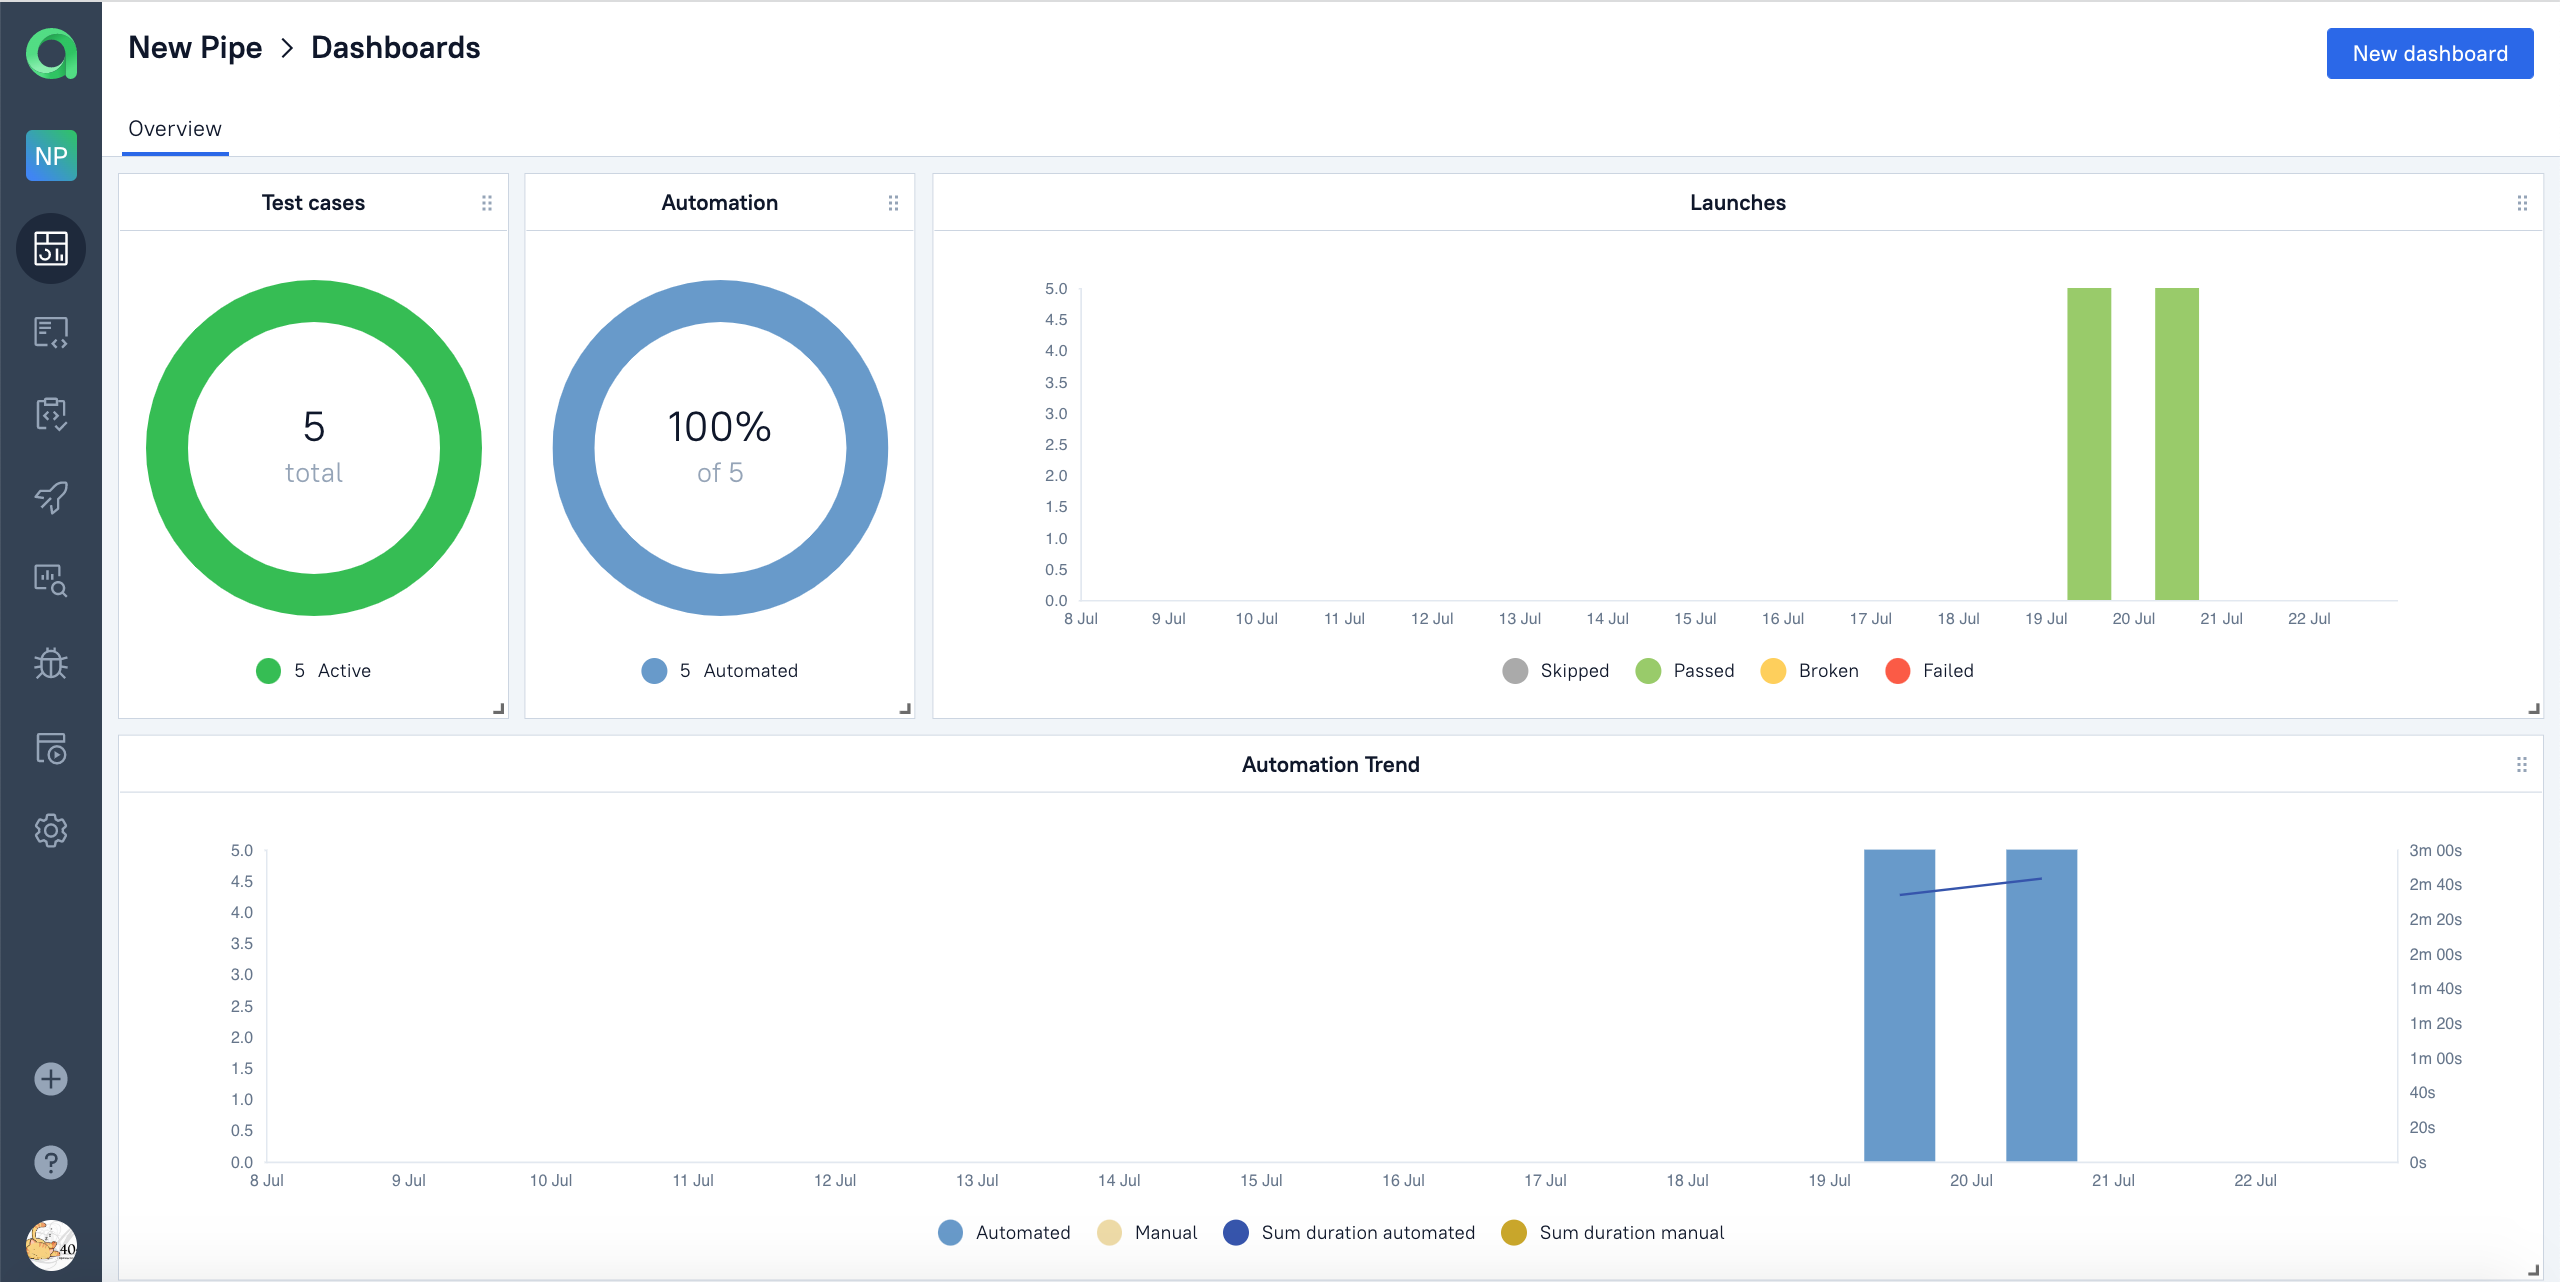 New Pipe > Dashboards
New dashboard
NP
Overview
Test cases
5
total
5 Active
Automation
100%
of 5
5 Automated
Launches
5.0
4.5
4.0
3.5
3.0
2.5
2.0
1.5
1.0
0.5
0.0
8 Jul 9 Jul 10 Jul 11 Jul 12 Jul 13 Jul 14 Jul 15 Jul 16 Jul 17 Jul 18 Jul 19 Jul 20 Jul 21 Jul 22 Jul
Skipped Passed Broken Failed
Automation Trend
5.0 3m 00s
4.5 2m 40s
4.0 2m 20s
3.5 2m 00s
3.0 1m 40s
2.5 1m 20s
2.0 1m 00s
1.5 40s
1.0 20s
0.5 0s
0.0
8 Jul 9 Jul 10 Jul 11 Jul 12 Jul 13 Jul 14 Jul 15 Jul 16 Jul 17 Jul 18 Jul 19 Jul 20 Jul 21 Jul 22 Jul
Automated Manual Sum duration automated Sum duration manual
40